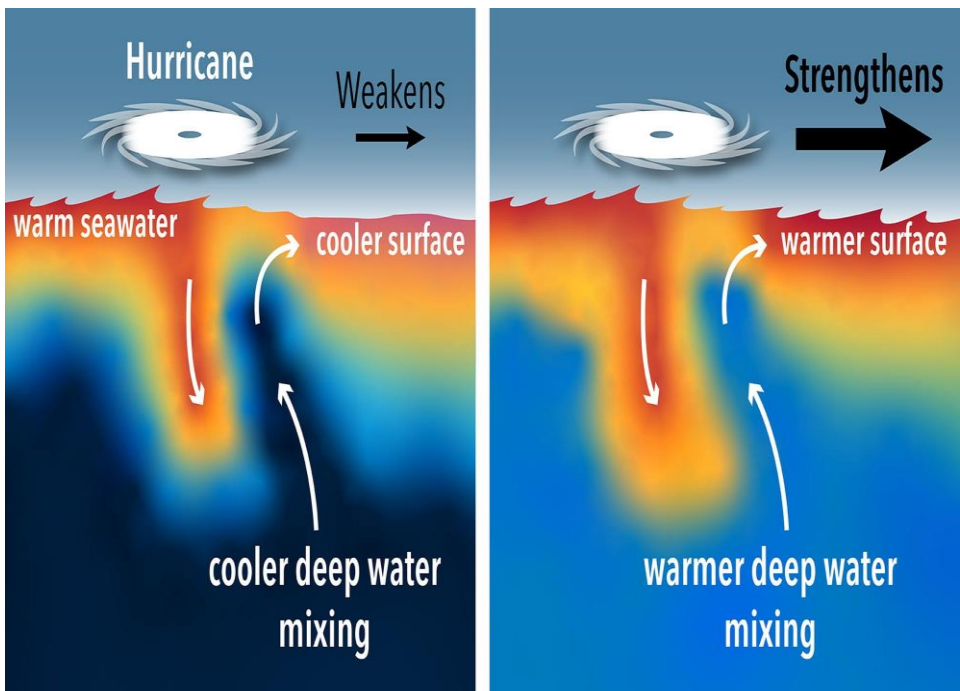 Hurricane
Weakens
warm seawater
cooler surface
cooler deep water
mixing
Strengthens
warmer surface
warmer deep water
mixing